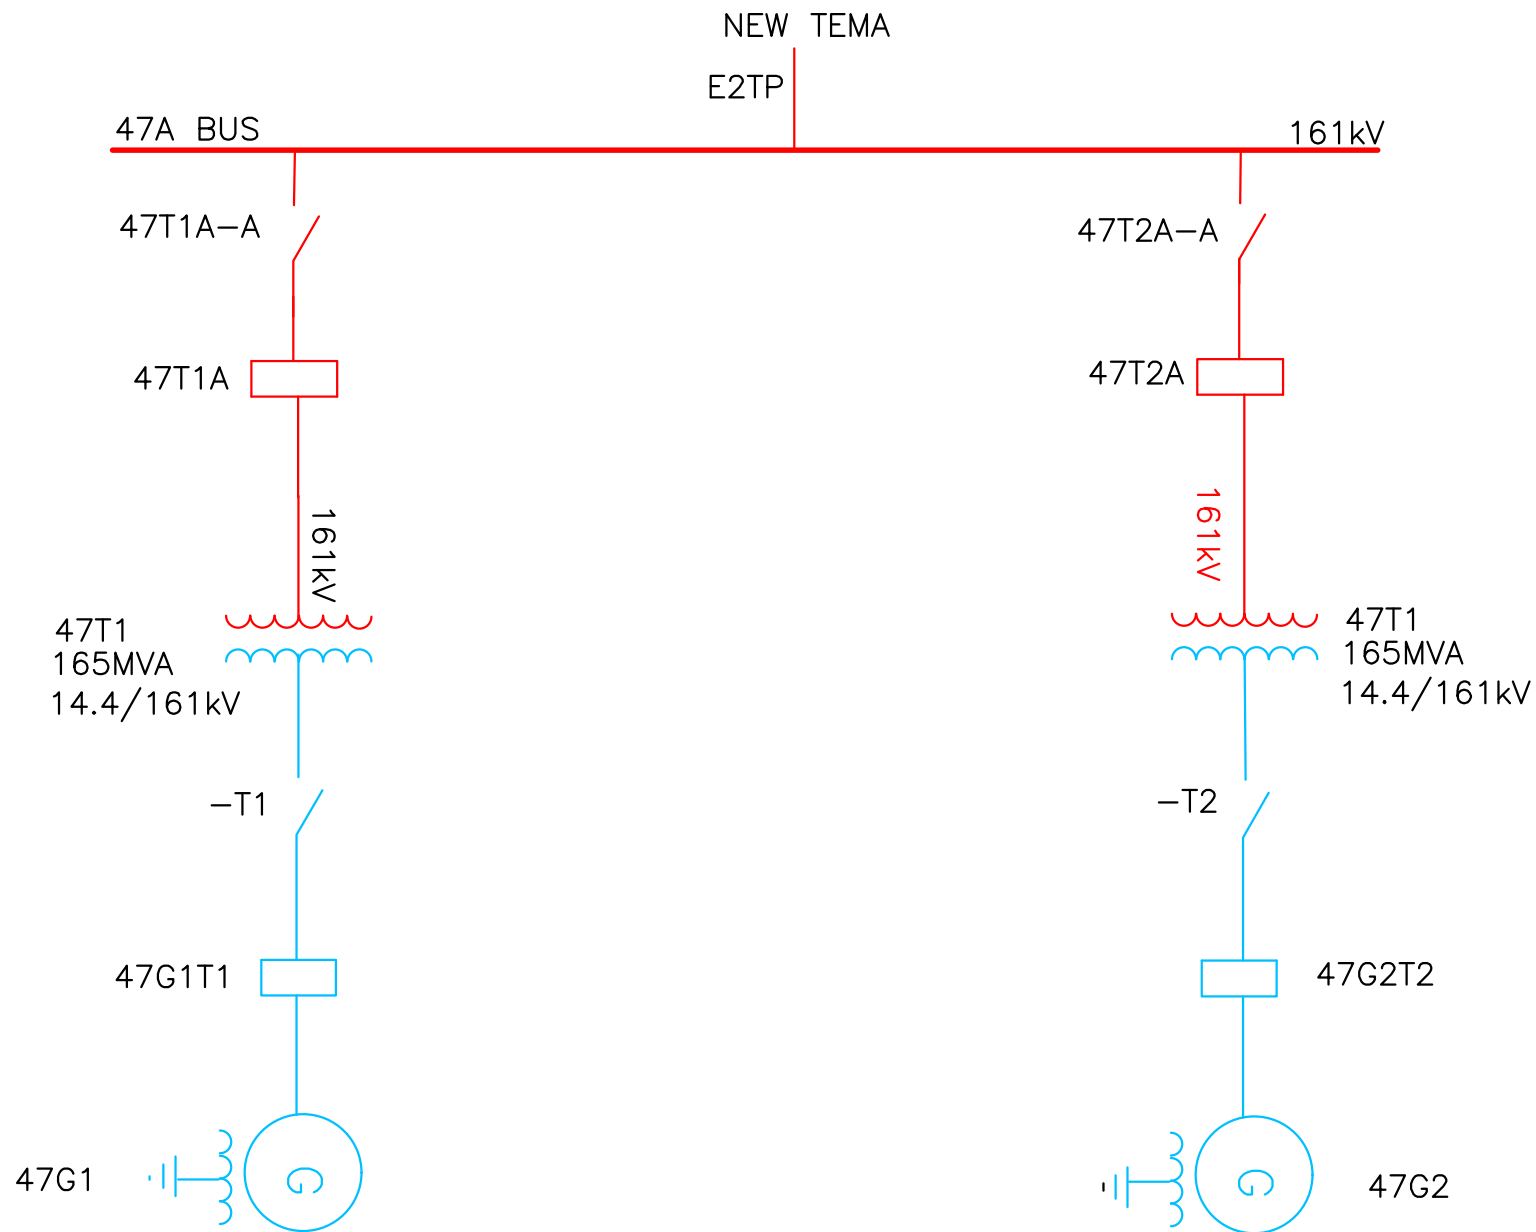 NEW TEMA
E2TP
47A BUS
161kV
47T1A-A
47T2A-A
47T1A
47T2A
161kV
161kV
47T1
165MVA
14.4/161kV
47T1
165MVA
14.4/161kV
-T1
-T2
47G1T1
47G2T2
47G1
G
G
47G2